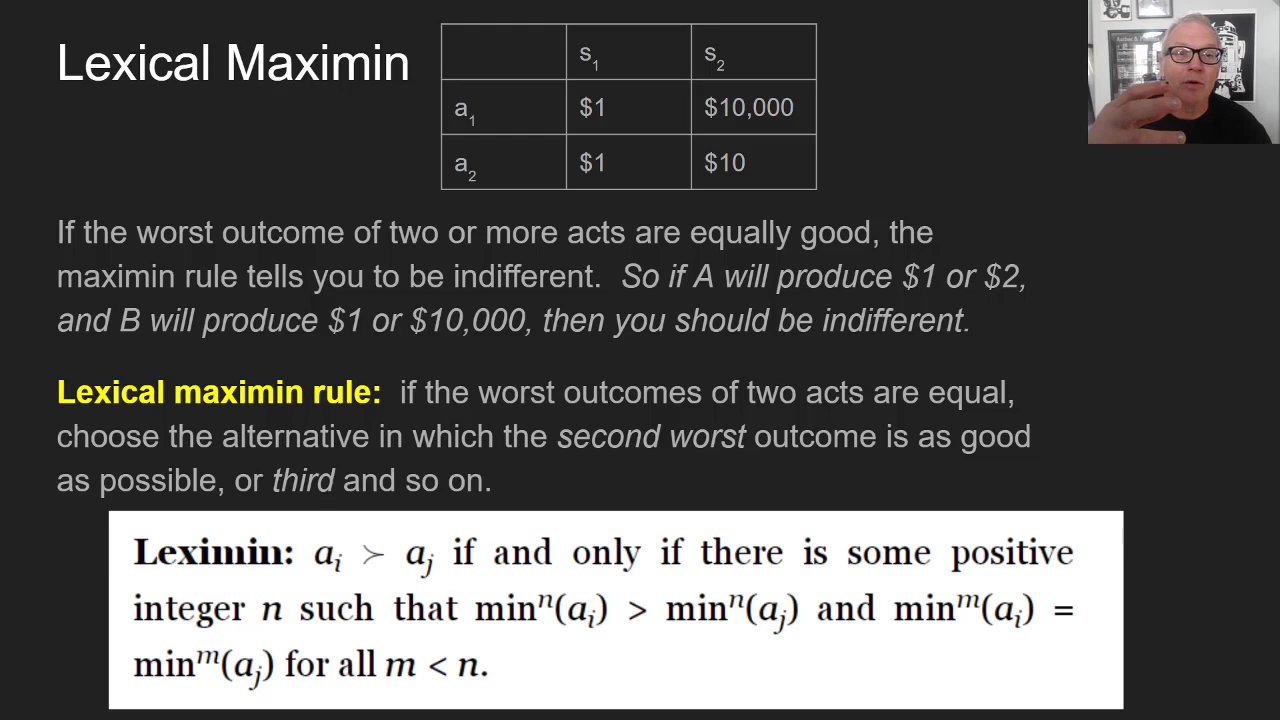 Lexical Maximin
s1 s2
a1 $1 $10,000
a2 $1 $10
If the worst outcome of two or more acts are equally good, the
maximin rule tells you to be indifferent. So if A will produce $1 or $2,
and B will produce $1 or $10,000, then you should be indifferent.
Lexical maximin rule: if the worst outcomes of two acts are equal,
choose the alternative in which the second worst outcome is as good
as possible, or third and so on.
Leximin: aᵢ ≻ aⱼ if and only if there is some positive
integer n such that minⁿ(aᵢ) > minⁿ(aⱼ) and minᵐ(aᵢ) =
minᵐ(aⱼ) for all m < n.